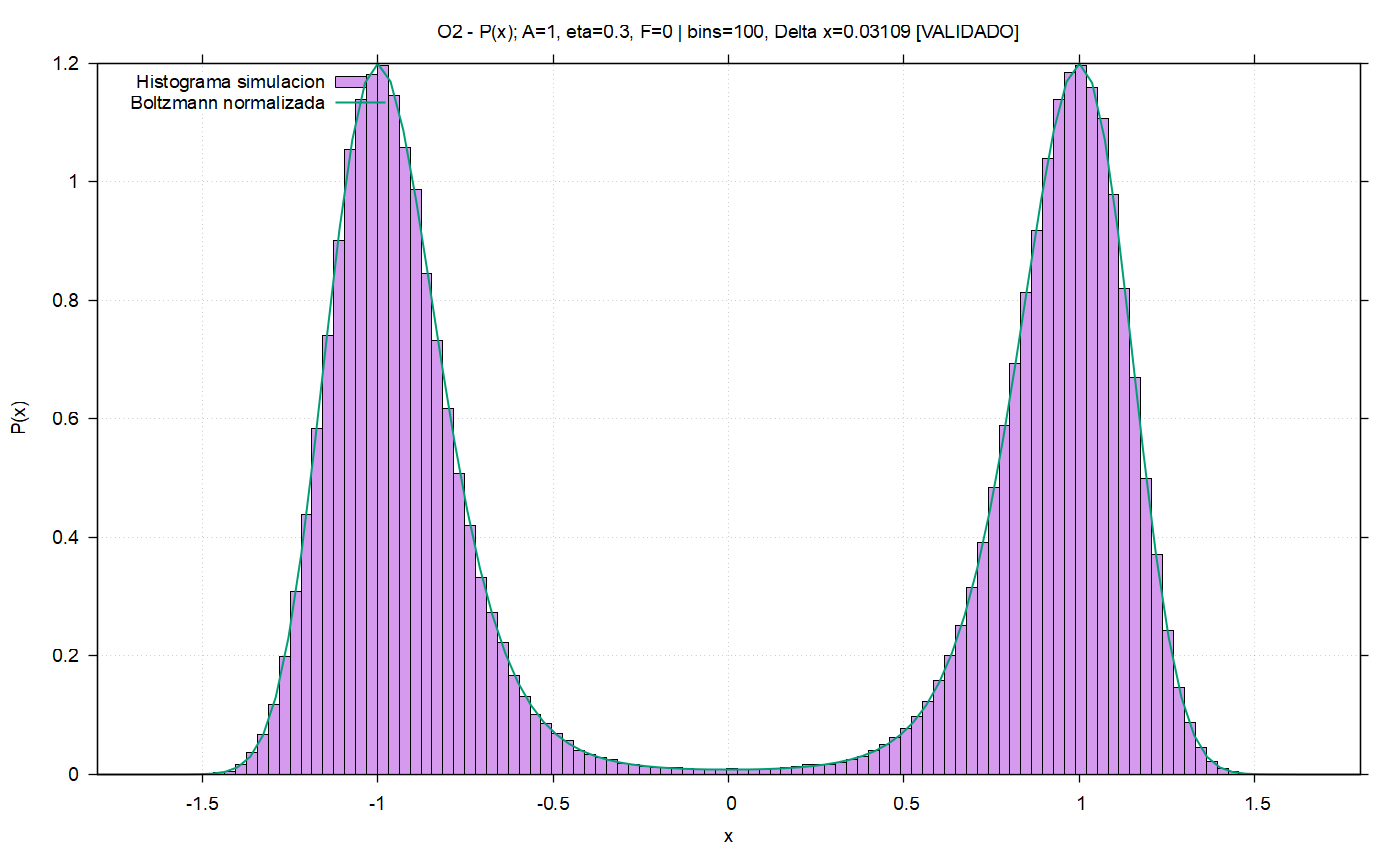 O2 - P(x); A=1, eta=0.3, F=0 | bins=100, Delta x=0.03109 [VALIDADO]
Histograma simulacion
Boltzmann normalizada
1.2
1
0.8
0.6
0.4
0.2
0
P(x)
-1.5 -1 -0.5 0 0.5 1 1.5
x